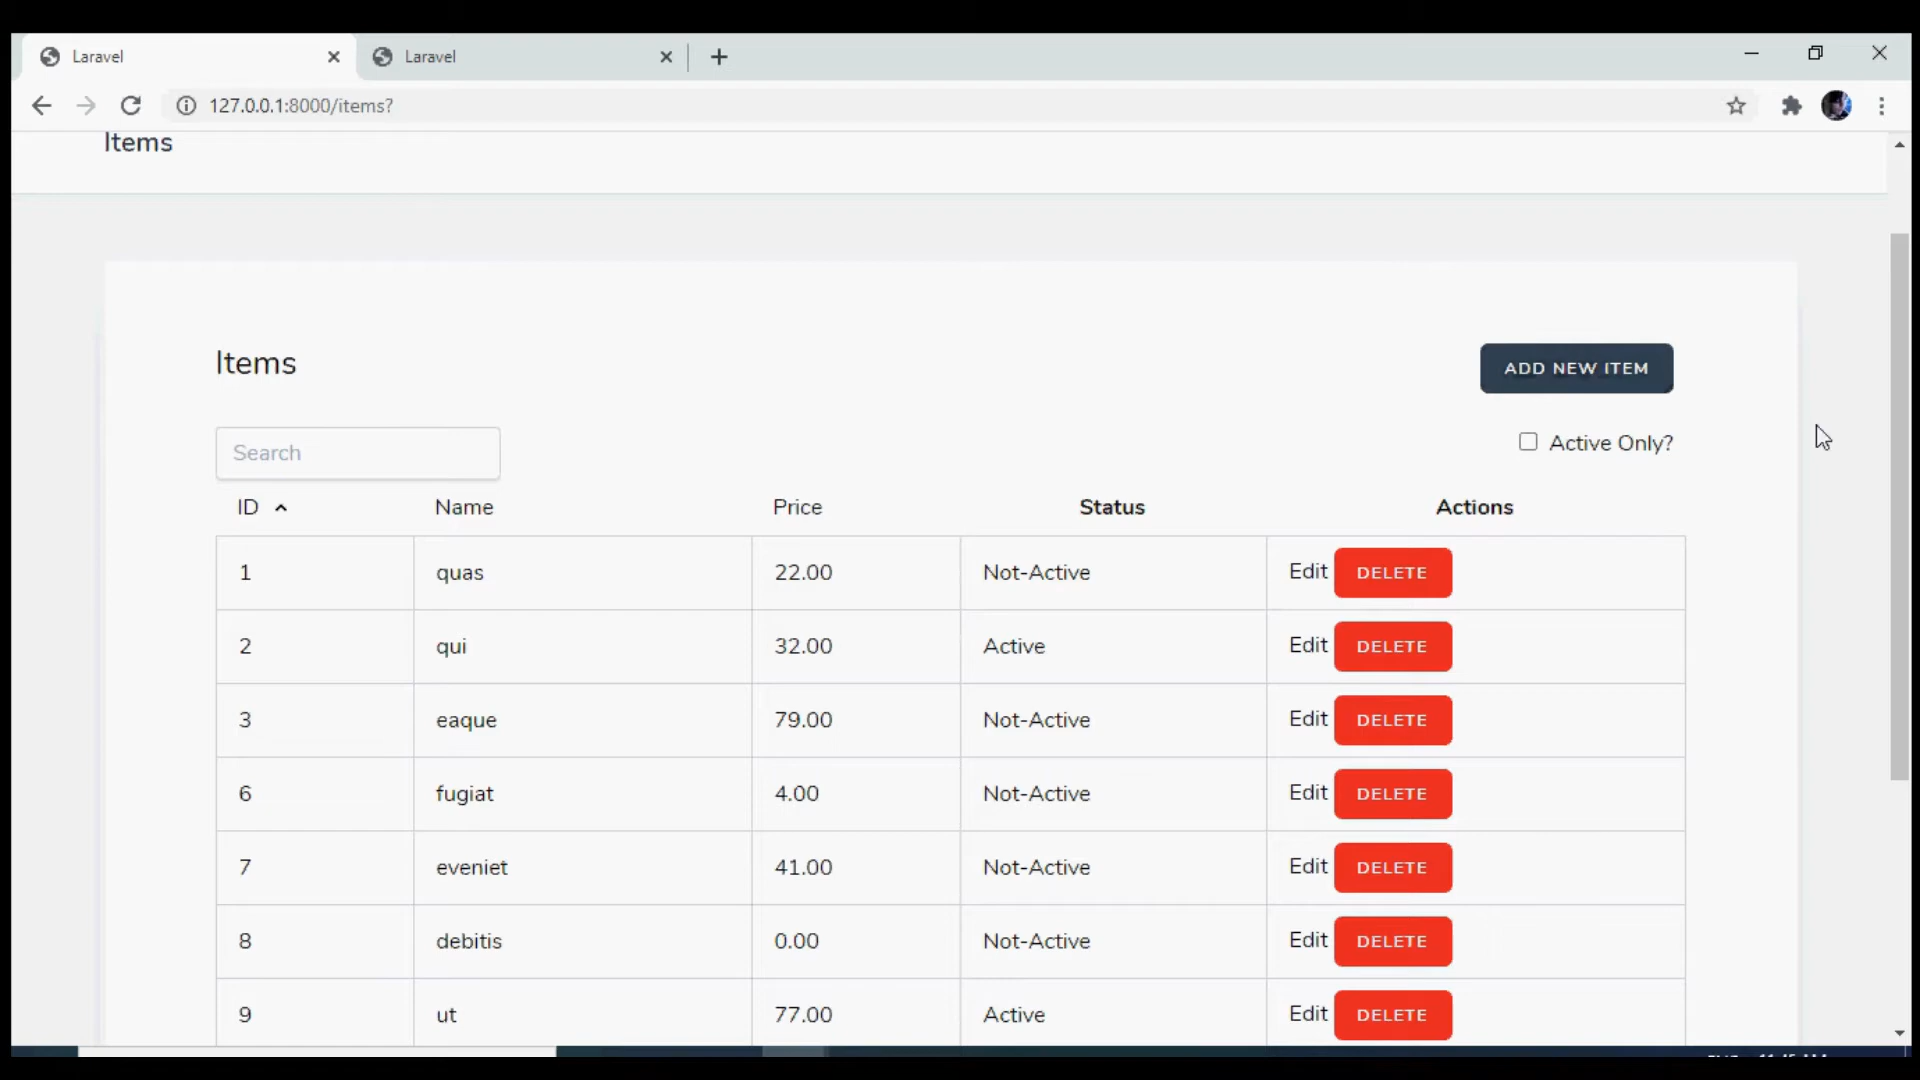 Laravel Laravel
127.0.0.1:8000/items?
Items
Items ADD NEW ITEM
Search Active Only?
ID Name Price Status Actions
1 quas 22.00 Not-Active Edit DELETE
2 qui 32.00 Active Edit DELETE
3 eaque 79.00 Not-Active Edit DELETE
6 fugiat 4.00 Not-Active Edit DELETE
7 eveniet 41.00 Not-Active Edit DELETE
8 debitis 0.00 Not-Active Edit DELETE
9 ut 77.00 Active Edit DELETE